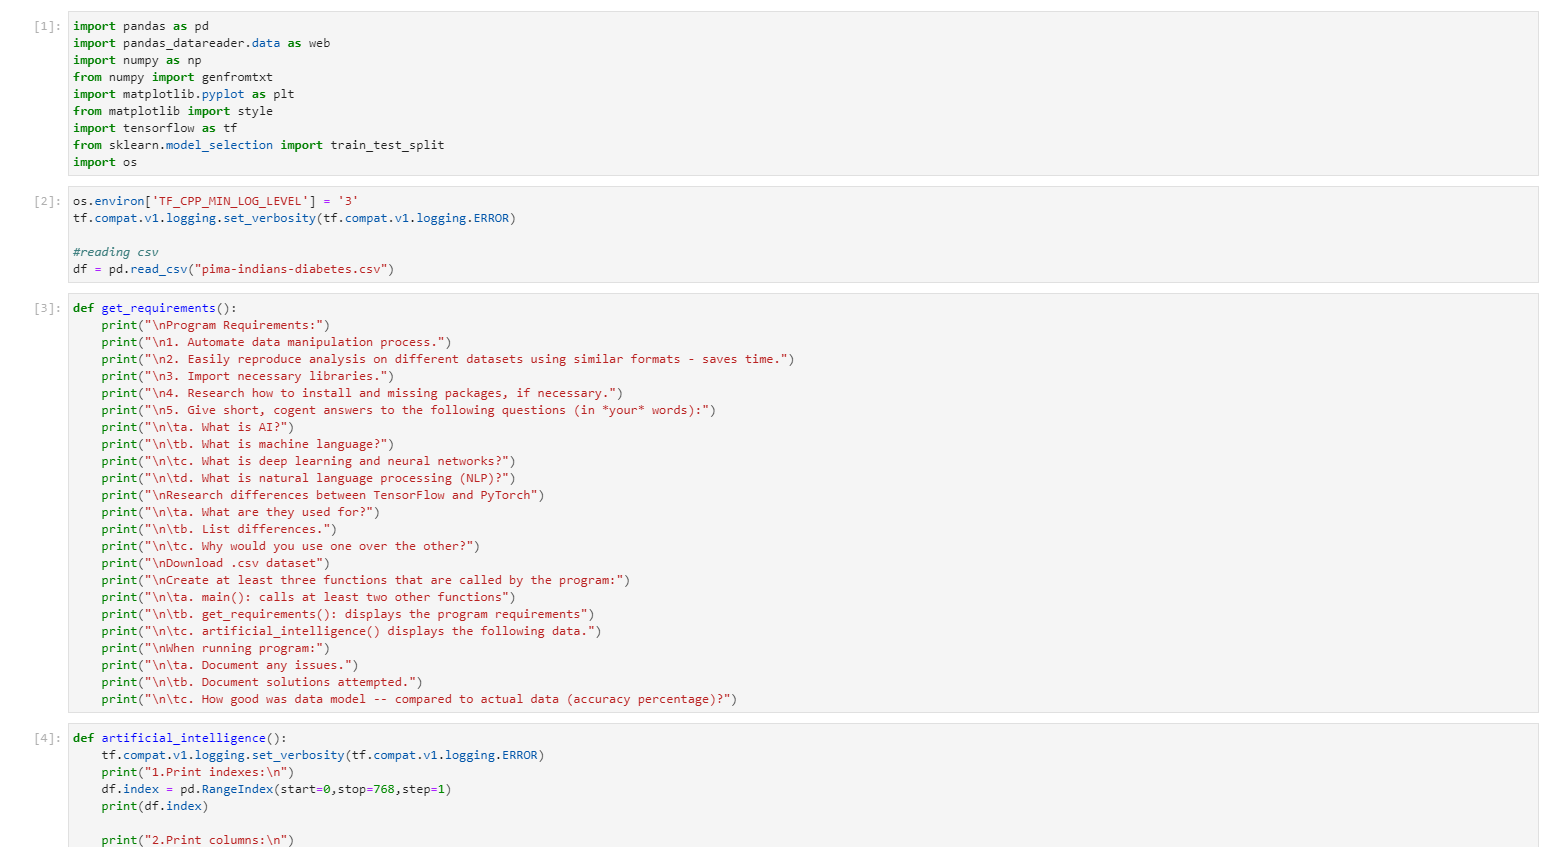 [1]: import pandas as pd
import pandas_datareader.data as web
import numpy as np
from numpy import genfromtxt
import matplotlib.pyplot as plt
from matplotlib import style
import tensorflow as tf
from sklearn.model_selection import train_test_split
import os
[2]: os.environ['TF_CPP_MIN_LOG_LEVEL'] = '3'
tf.compat.v1.logging.set_verbosity(tf.compat.v1.logging.ERROR)
#reading csv
df = pd.read_csv("pima-indians-diabetes.csv")
[3]: def get_requirements():
    print("\nProgram Requirements:")
    print("\n1. Automate data manipulation process.")
    print("\n2. Easily reproduce analysis on different datasets using similar formats - saves time.")
    print("\n3. Import necessary libraries.")
    print("\n4. Research how to install and missing packages, if necessary.")
    print("\n5. Give short, cogent answers to the following questions (in *your* words):")
    print("\n\ta. What is AI?")
    print("\n\tb. What is machine language?")
    print("\n\tc. What is deep learning and neural networks?")
    print("\n\td. What is natural language processing (NLP)?")
    print("\nResearch differences between TensorFlow and PyTorch")
    print("\n\ta. What are they used for?")
    print("\n\tb. List differences.")
    print("\n\tc. Why would you use one over the other?")
    print("\nDownload .csv dataset")
    print("\nCreate at least three functions that are called by the program:")
    print("\n\ta. main(): calls at least two other functions")
    print("\n\tb. get_requirements(): displays the program requirements")
    print("\n\tc. artificial_intelligence() displays the following data.")
    print("\nWhen running program:")
    print("\n\ta. Document any issues.")
    print("\n\tb. Document solutions attempted.")
    print("\n\tc. How good was data model -- compared to actual data (accuracy percentage)?")
[4]: def artificial_intelligence():
    tf.compat.v1.logging.set_verbosity(tf.compat.v1.logging.ERROR)
    print("1.Print indexes:\n")
    df.index = pd.RangeIndex(start=0,stop=768,step=1)
    print(df.index)
    print("2.Print columns:\n")